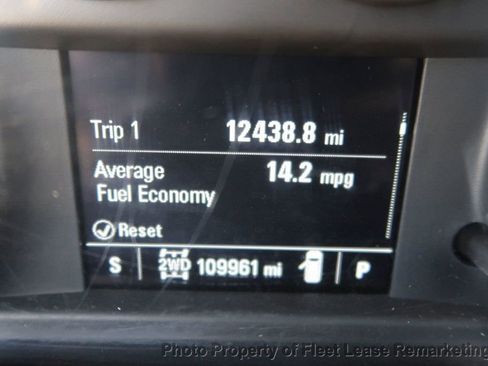 Trip 1 12438.8 mi
Average 14.2 mpg
Fuel Economy
Reset
S 2WD 109961 mi P
Photo Property of Fleet Lease Remarketing